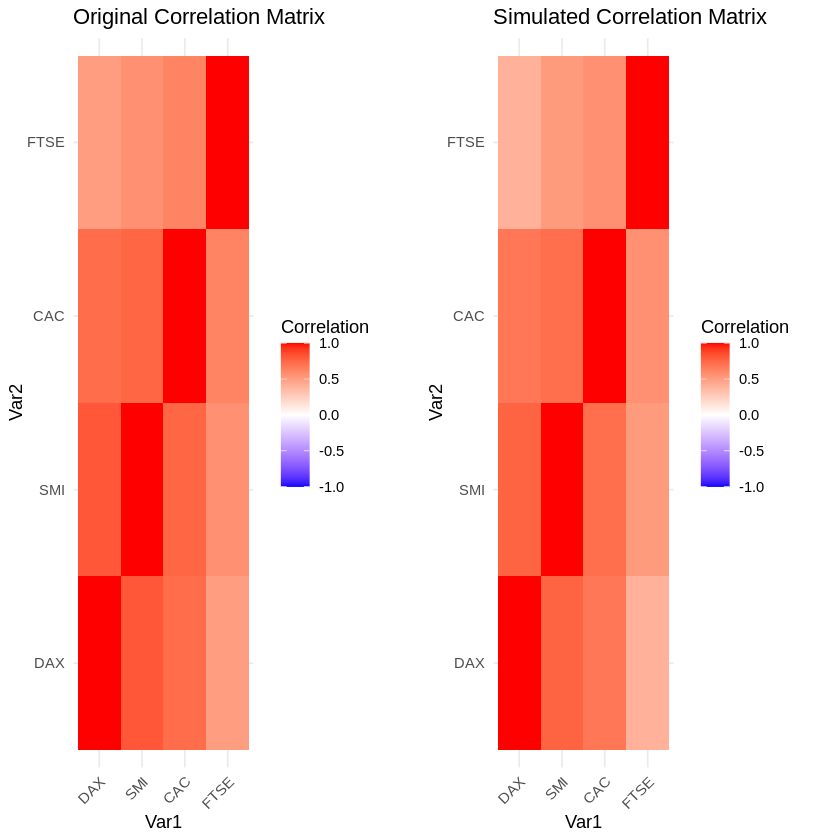 Original Correlation Matrix
FTSE
CAC
SMI
DAX
Var2
DAX
SMI
CAC
FTSE
Var1
Correlation
1.0
0.5
0.0
-0.5
-1.0
Simulated Correlation Matrix
FTSE
CAC
SMI
DAX
Var2
DAX
SMI
CAC
FTSE
Var1
Correlation
1.0
0.5
0.0
-0.5
-1.0